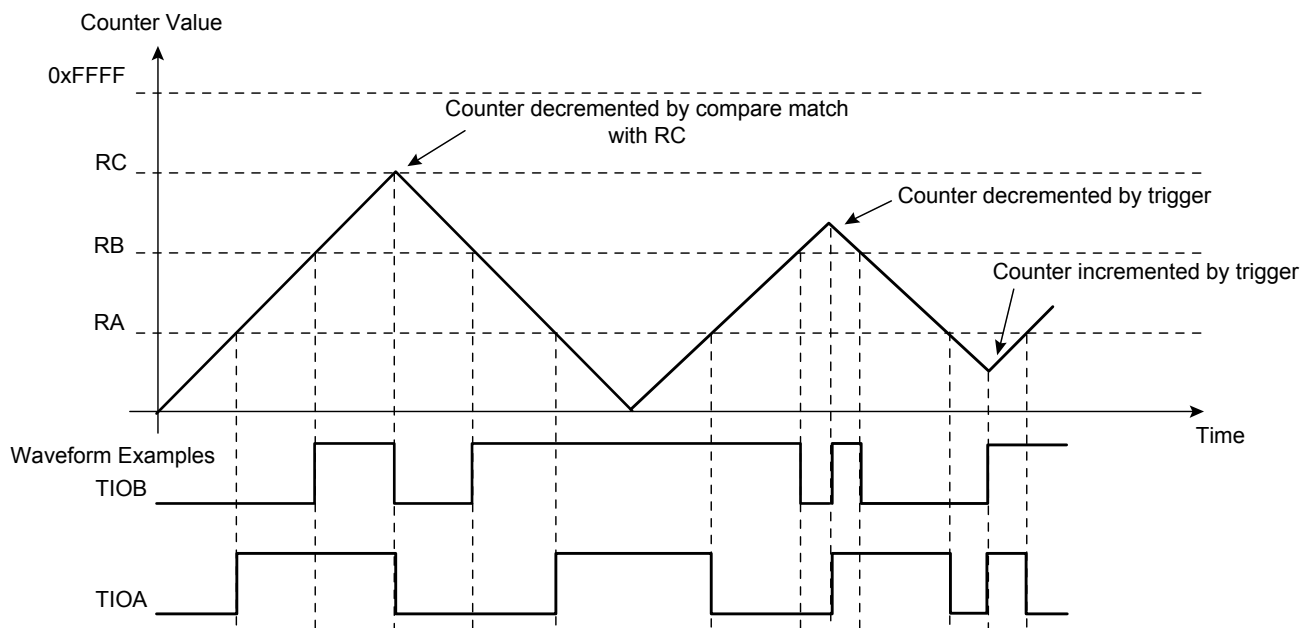 Counter Value
0xFFFF
Counter decremented by compare match
with RC
RC
Counter decremented by trigger
RB
Counter incremented by trigger
RA
Time
Waveform Examples
TIOB
TIOA